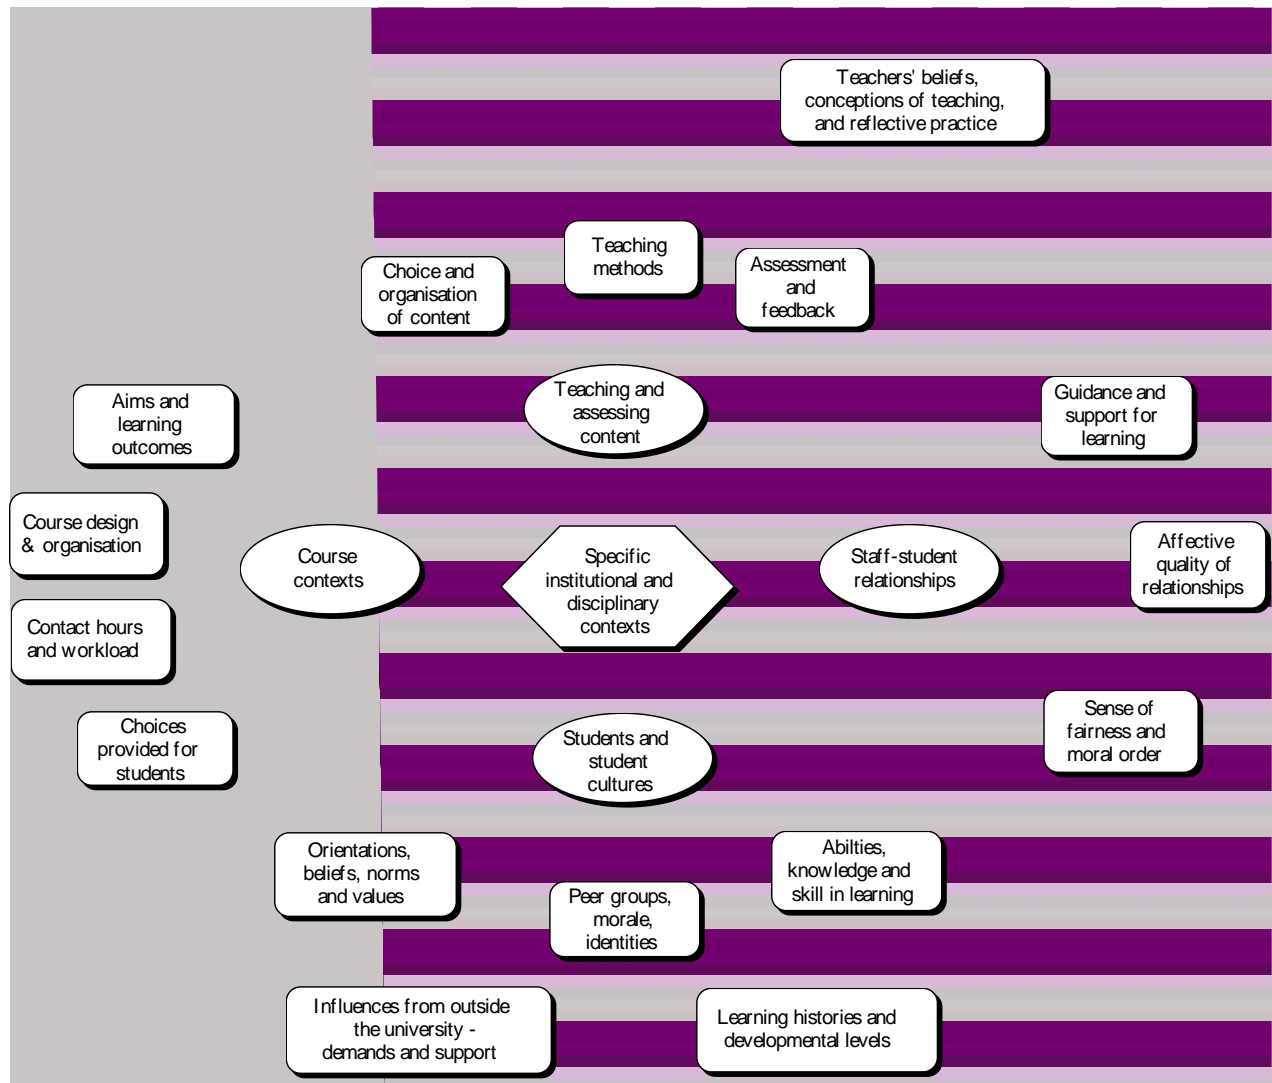 Teachers' beliefs,
conceptions of teaching,
and reflective practice
Teaching
methods
Assessment
and
feedback
Choice and
organisation
of content
Teaching and
assessing
content
Guidance and
support for
learning
Aims and
learning
outcomes
Course design
& organisation
Course
contexts
Specific
institutional and
disciplinary
contexts
Staff-student
relationships
Affective
quality of
relationships
Contact hours
and workload
Choices
provided for
students
Students and
student
cultures
Sense of
fairness and
moral order
Orientations,
beliefs, norms
and values
Peer groups,
morale,
identities
Abilties,
knowledge and
skill in learning
Influences from outside
the university -
demands and support
Learning histories and
developmental levels